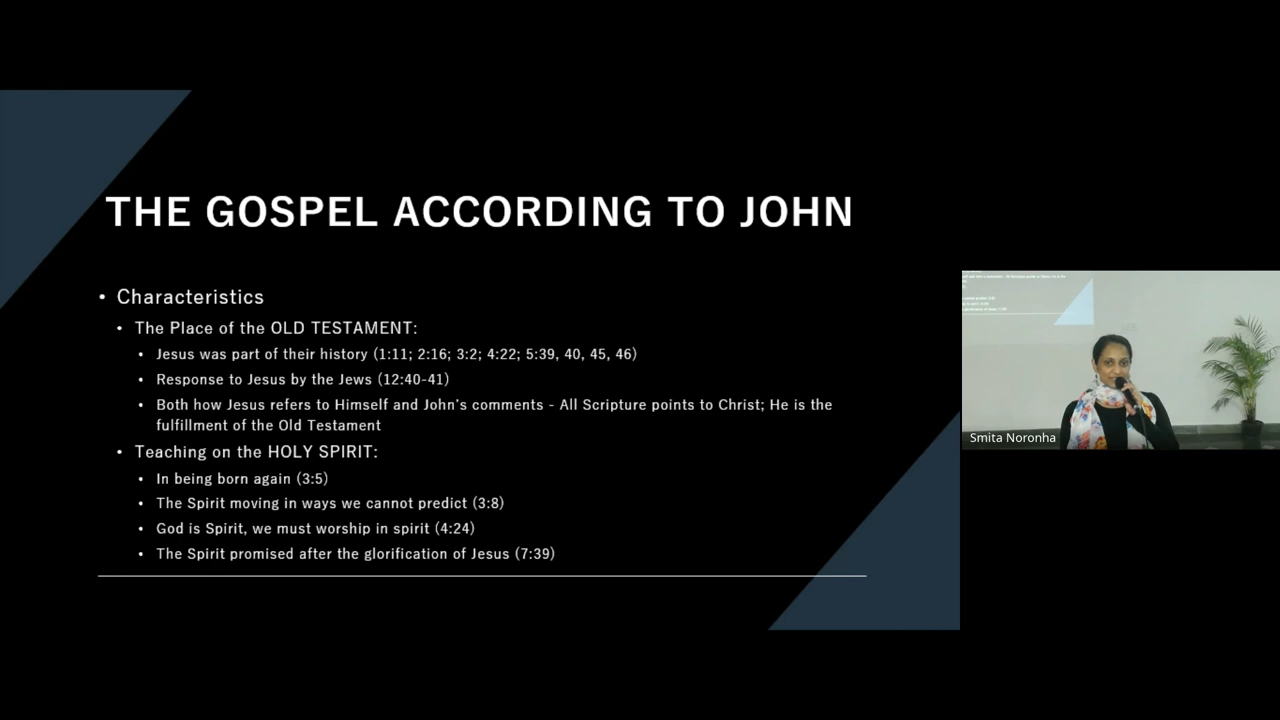 THE GOSPEL ACCORDING TO JOHN
• Characteristics
• The Place of the OLD TESTAMENT:
• Jesus was part of their history (1:11; 2:16; 3:2; 4:22; 5:39, 40, 45, 46)
• Response to Jesus by the Jews (12:40-41)
• Both how Jesus refers to Himself and John’s comments - All Scripture points to Christ; He is the
fulfillment of the Old Testament
• Teaching on the HOLY SPIRIT:
• In being born again (3:5)
• The Spirit moving in ways we cannot predict (3:8)
• God is Spirit, we must worship in spirit (4:24)
• The Spirit promised after the glorification of Jesus (7:39)
Smita Noronha